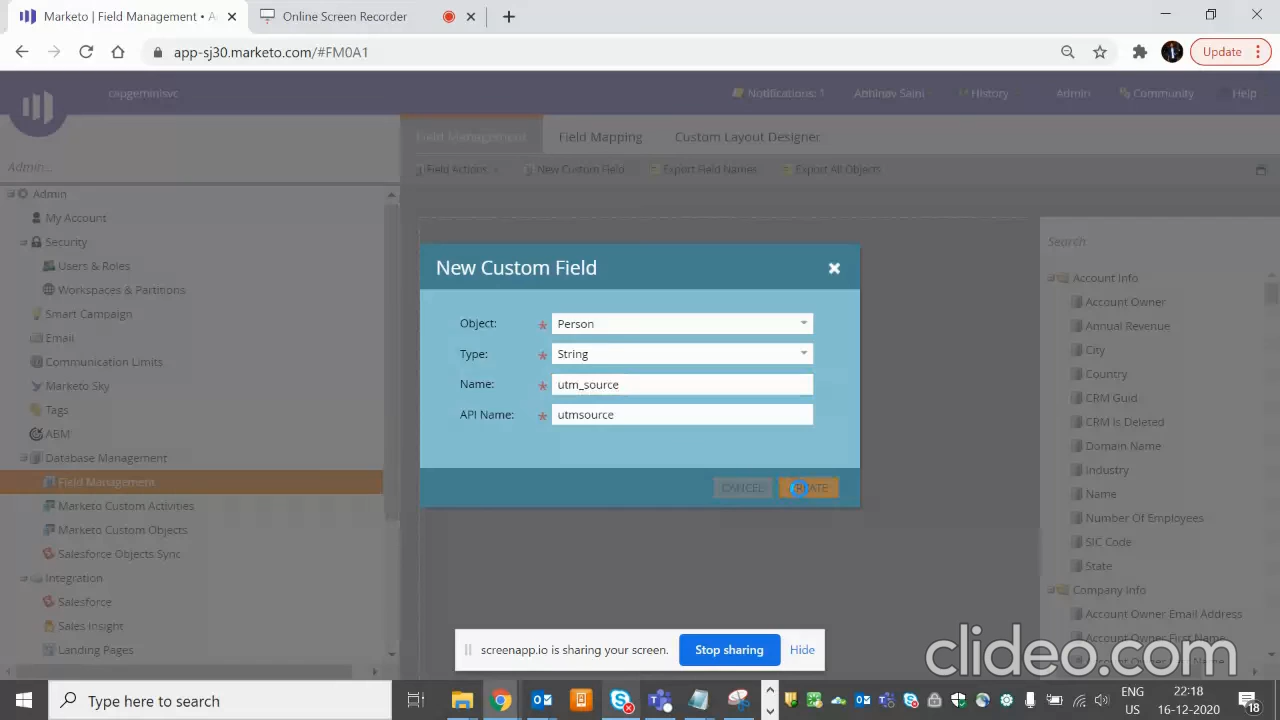 Marketo | Field Management • A
Online Screen Recorder
app-sj30.marketo.com/#FM0A1
Update
capgeminisvc
Notifications: 1
Abhinav Saini
History
Admin
Community
Help
Field Management
Field Mapping
Custom Layout Designer
Admin...
Field Actions
New Custom Field
Export Field Names
Export All Objects
Admin
My Account
Security
Users & Roles
Workspaces & Partitions
Smart Campaign
Email
Communication Limits
Marketo Sky
Tags
ABM
Database Management
Field Management
Marketo Custom Activities
Marketo Custom Objects
Salesforce Objects Sync
Integration
Salesforce
Sales Insight
Landing Pages
New Custom Field
Object: * Person
Type: * String
Name: * utm_source
API Name: * utmsource
CANCEL
CREATE
Search
Account Info
Account Owner
Annual Revenue
City
Country
CRM Guid
CRM Is Deleted
Domain Name
Industry
Name
Number Of Employees
SIC Code
State
Company Info
Account Owner Email Address
Account Owner First Name
screenapp.io is sharing your screen.
Stop sharing
Hide
clideo.com
Type here to search
ENG
US
22:18
16-12-2020
18